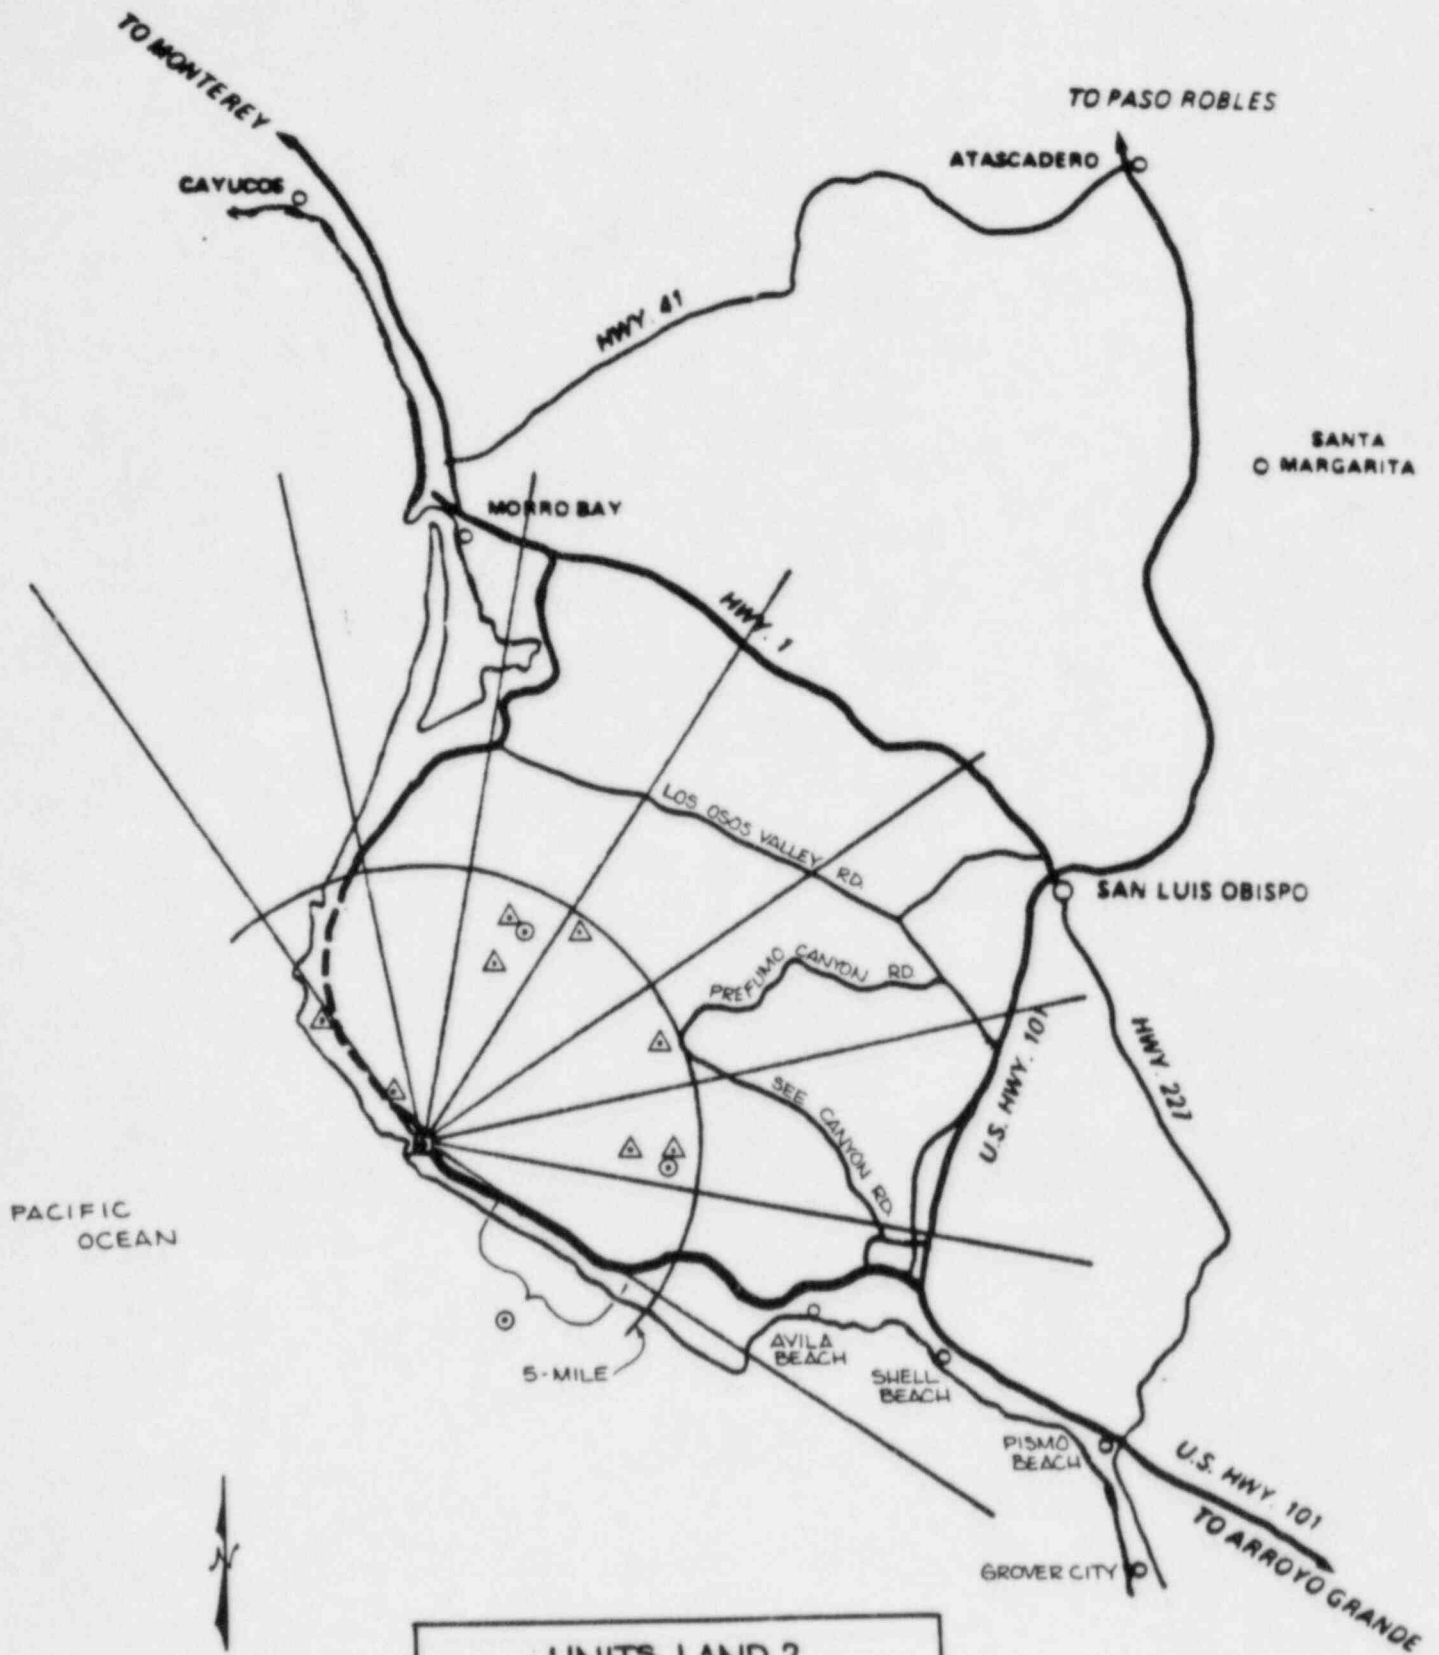 TO MONTEREY
TO PASO ROBLES
ATASCADERO
CAYUCOS
HWY. 41
SANTA
MARGARITA
MORRO BAY
HWY. 1
LOS OSOS VALLEY RD.
SAN LUIS OBISPO
PREFUMO CANYON RD.
U.S. HWY. 101
HWY. 227
SEE CANYON RD.
PACIFIC
OCEAN
5-MILE
AVILA
BEACH
SHELL
BEACH
PISMO
BEACH
U.S. HWY. 101
TO ARROYO GRANDE
GROVER CITY
N